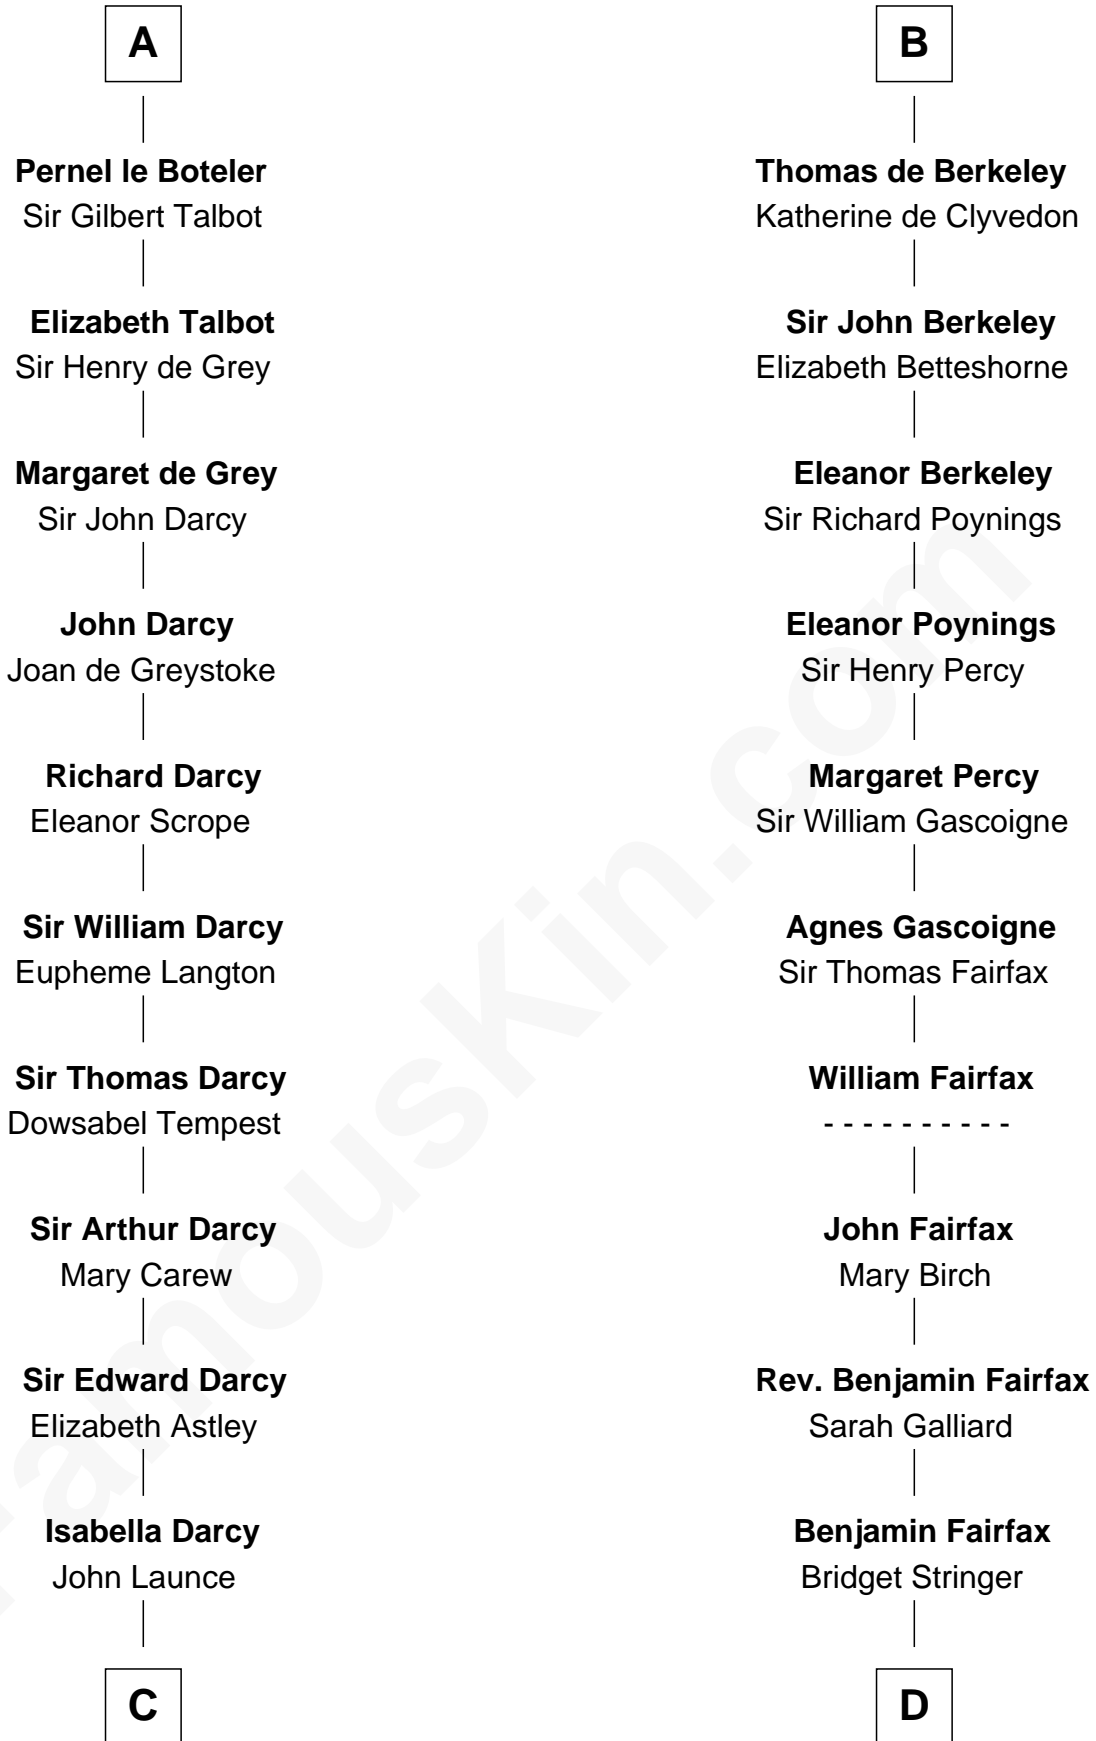 A
Pernel le Boteler
Sir Gilbert Talbot
Elizabeth Talbot
Sir Henry de Grey
Margaret de Grey
Sir John Darcy
John Darcy
Joan de Greystoke
Richard Darcy
Eleanor Scrope
Sir William Darcy
Eupheme Langton
Sir Thomas Darcy
Dowsabel Tempest
Sir Arthur Darcy
Mary Carew
Sir Edward Darcy
Elizabeth Astley
Isabella Darcy
John Launce
C
B
Thomas de Berkeley
Katherine de Clyvedon
Sir John Berkeley
Elizabeth Betteshorne
Eleanor Berkeley
Sir Richard Poynings
Eleanor Poynings
Sir Henry Percy
Margaret Percy
Sir William Gascoigne
Agnes Gascoigne
Sir Thomas Fairfax
William Fairfax
- - - - - - - - - -
John Fairfax
Mary Birch
Rev. Benjamin Fairfax
Sarah Galliard
Benjamin Fairfax
Bridget Stringer
D
FamousKin.com